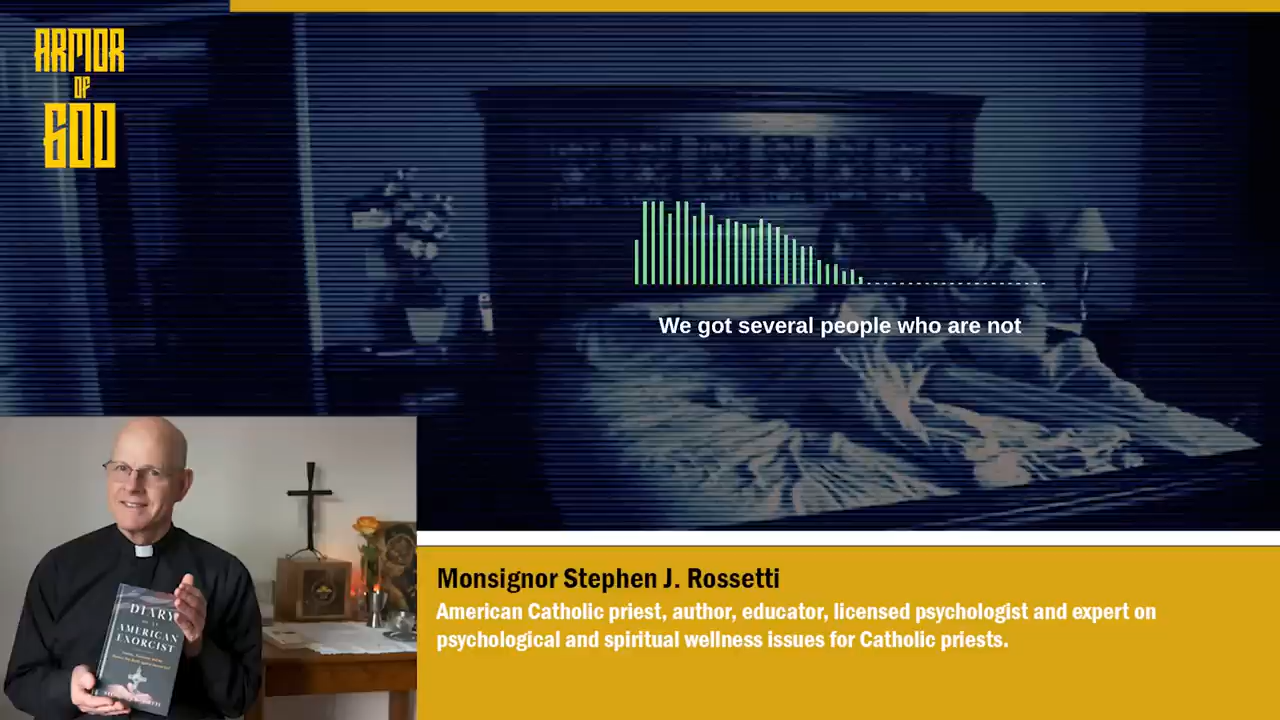 ARMOR
OF
GOD
We got several people who are not
Monsignor Stephen J. Rossetti
American Catholic priest, author, educator, licensed psychologist and expert on
psychological and spiritual wellness issues for Catholic priests.
DIARY
AMERICAN
EXORCIST